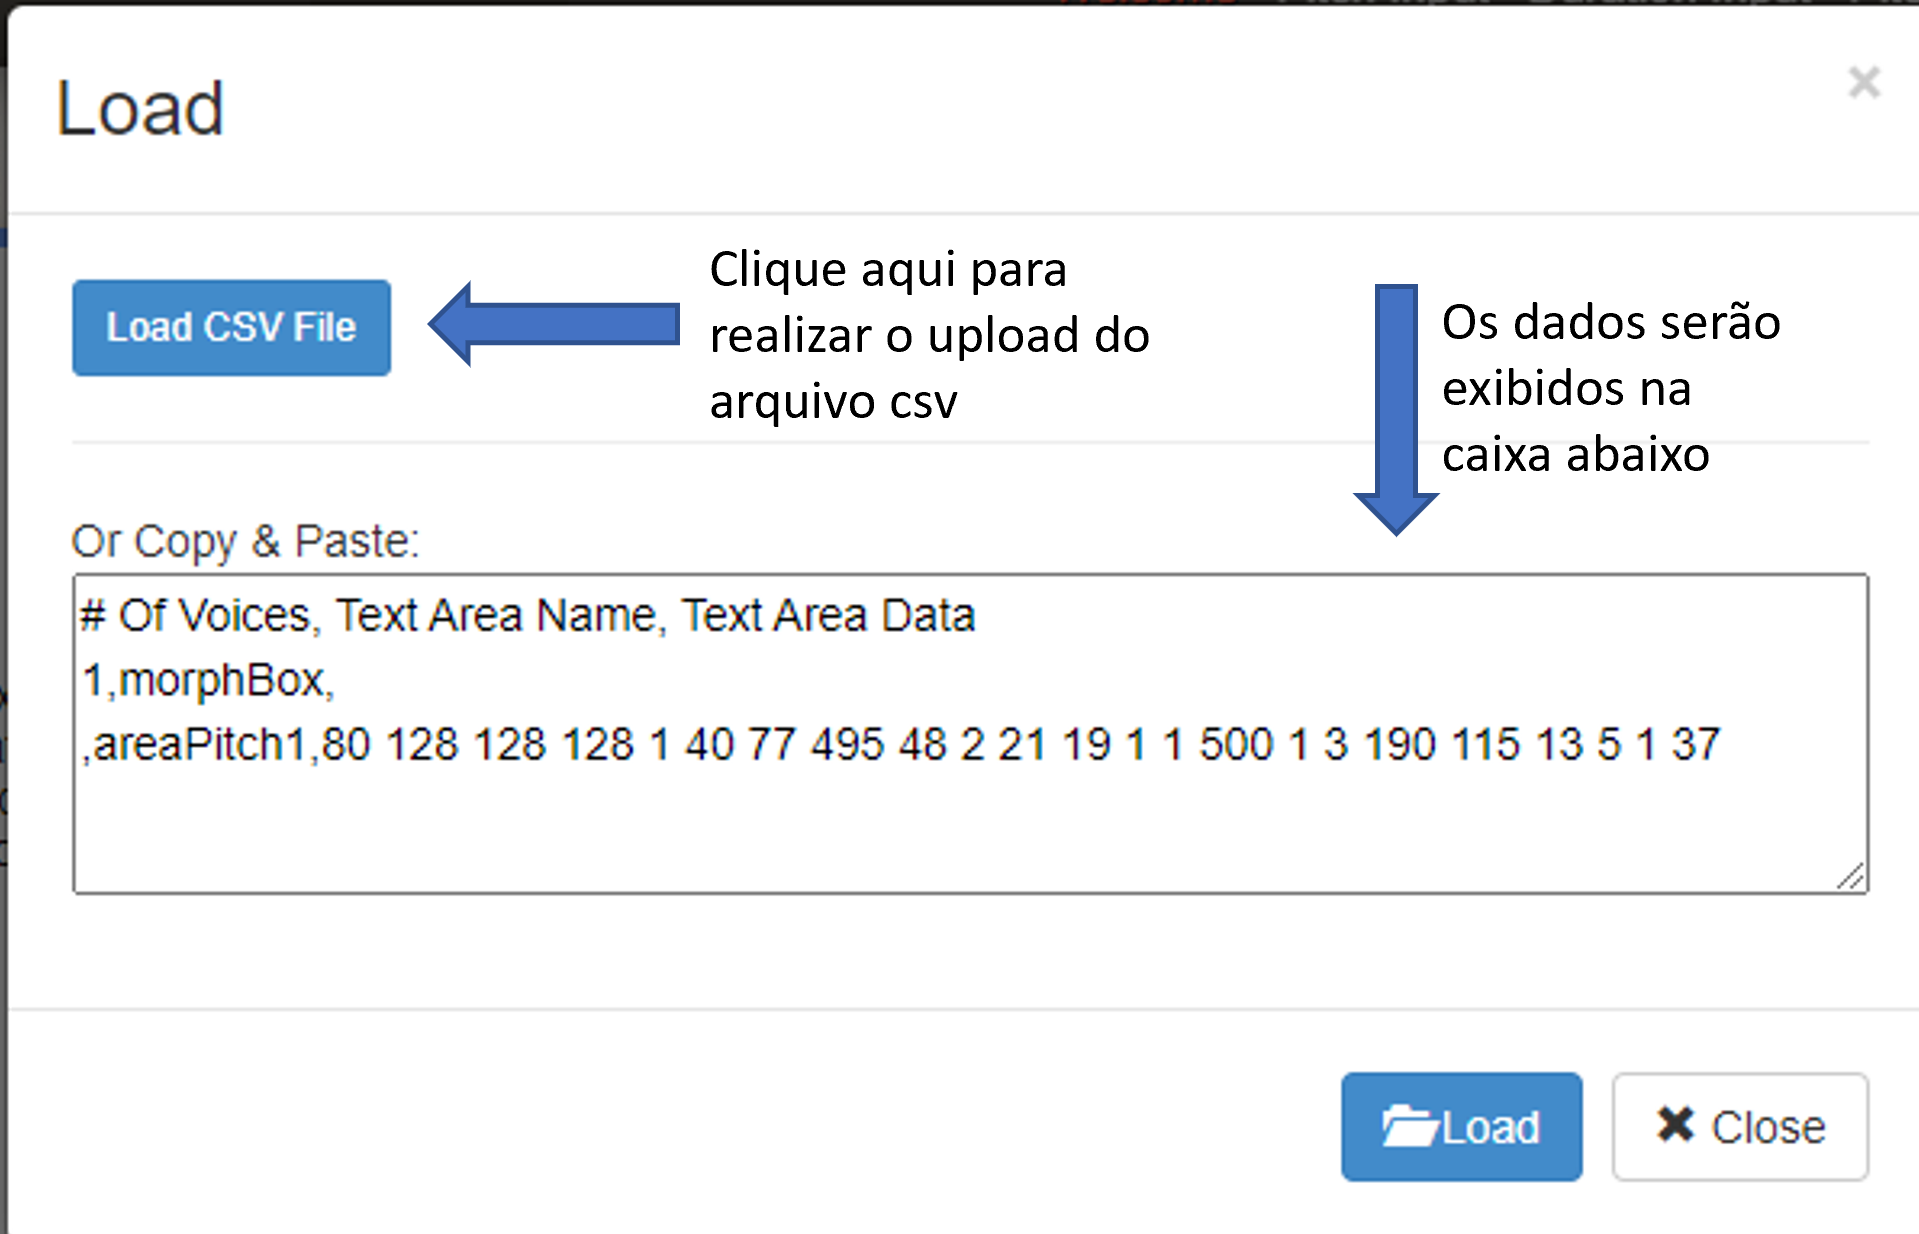 Load
×
Load CSV File
Clique aqui para
realizar o upload do
arquivo csv
Os dados serão
exibidos na
caixa abaixo
Or Copy & Paste:
# Of Voices, Text Area Name, Text Area Data
1,morphBox,
,areaPitch1,80 128 128 128 1 40 77 495 48 2 21 19 1 1 500 1 3 190 115 13 5 1 37
Load
Close